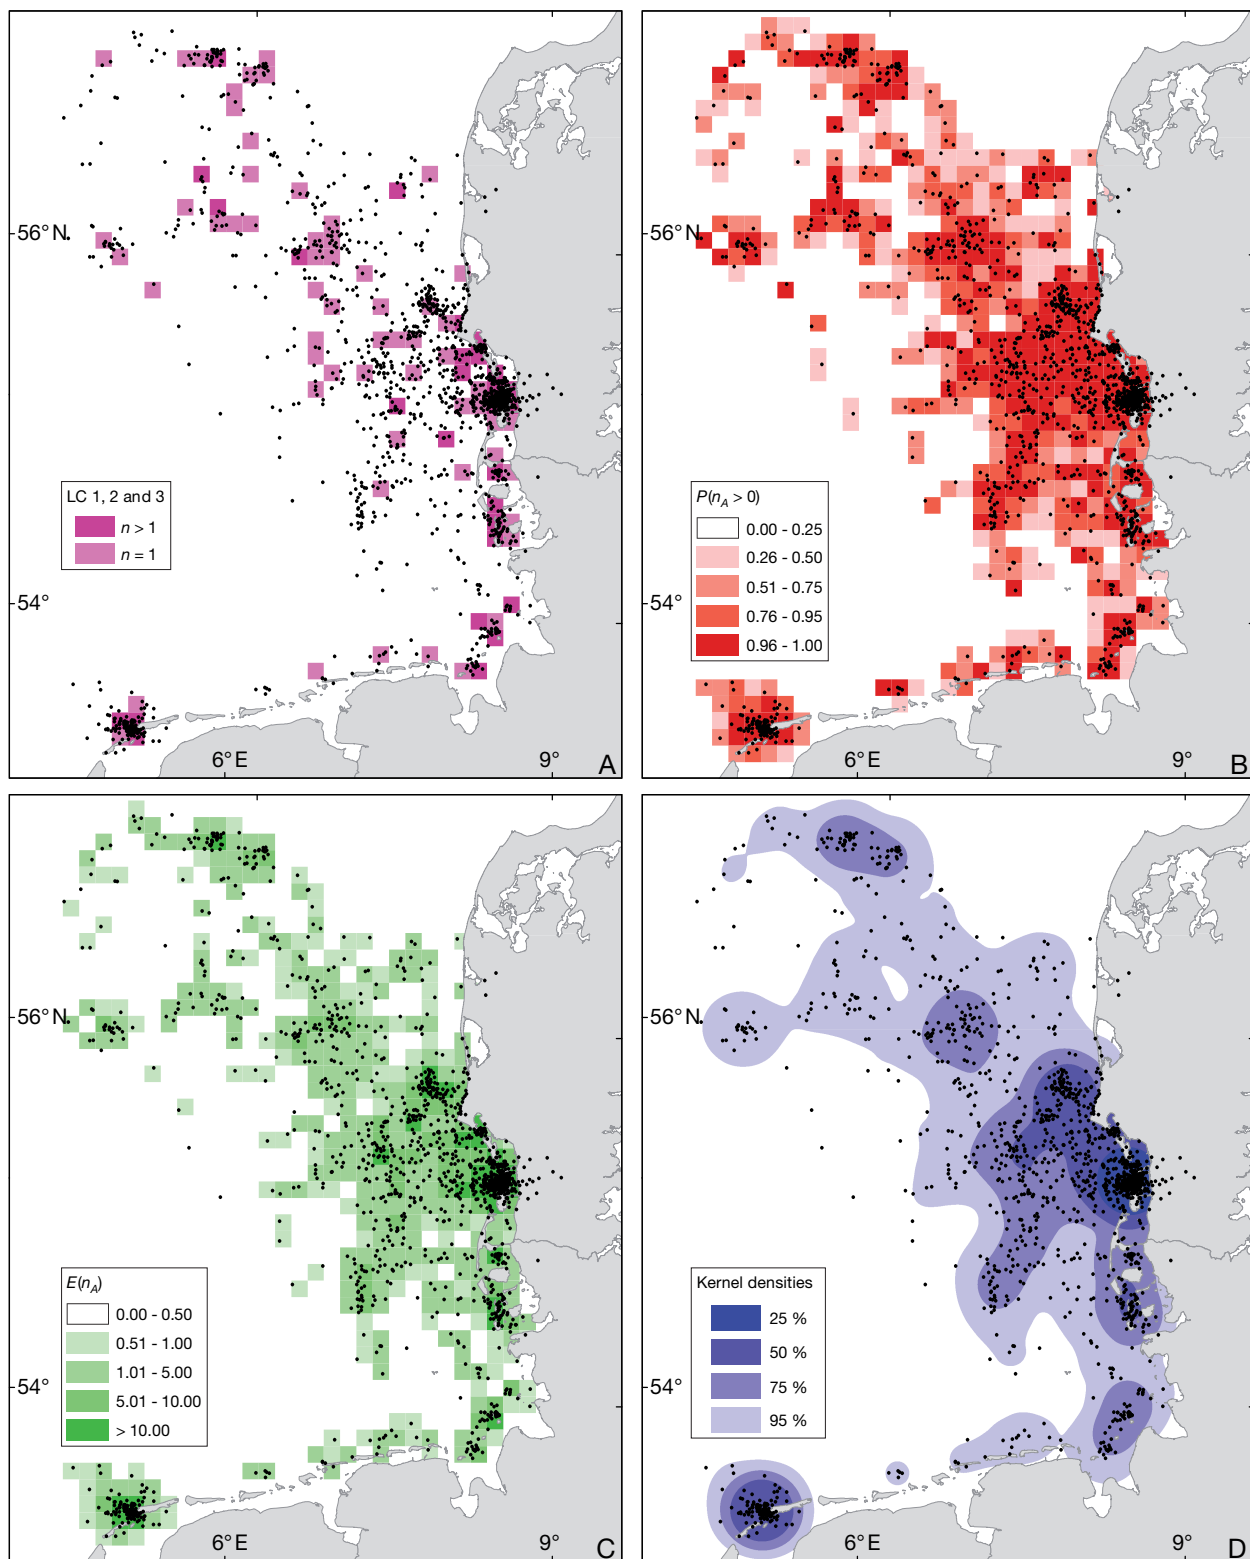 56° N
54°
LC 1, 2 and 3
n > 1
n = 1
6° E
9°
A
P(nA > 0)
0.00 - 0.25
0.26 - 0.50
0.51 - 0.75
0.76 - 0.95
0.96 - 1.00
6° E
9°
B
56° N
54°
E(nA)
0.00 - 0.50
0.51 - 1.00
1.01 - 5.00
5.01 - 10.00
> 10.00
6° E
9°
C
56° N
54°
Kernel densities
25 %
50 %
75 %
95 %
6° E
9°
D
56° N
54°